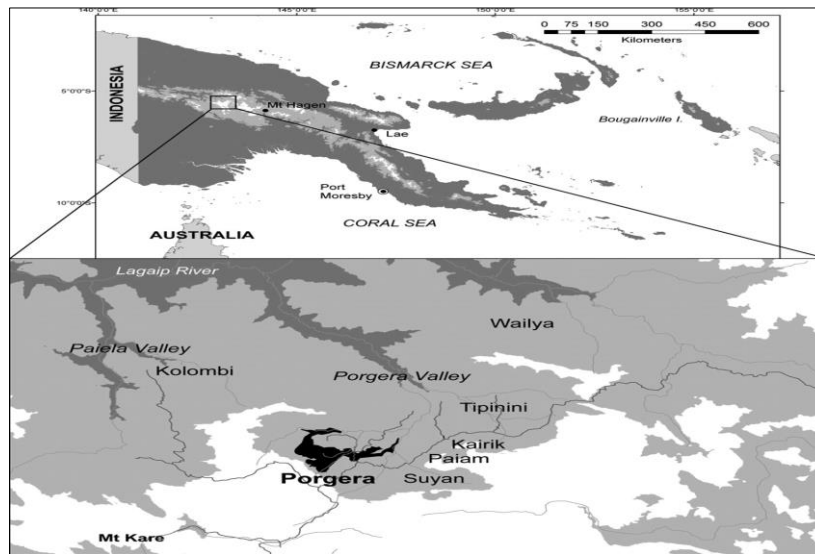 140°0'0"E 145°0'0"E 150°0'0"E 155°0'0"E
0 75 150 300 450 600
Kilometers
BISMARCK SEA
5°0'0"S
INDONESIA
Mt Hagen
Lae
Bougainville I.
Port
Moresby
10°0'0"S
CORAL SEA
AUSTRALIA
Lagaip River
Wailya
Paiela Valley
Kolombi
Porgera Valley
Tipinini
Kairik
Paiam
Porgera
Suyan
Mt Kare